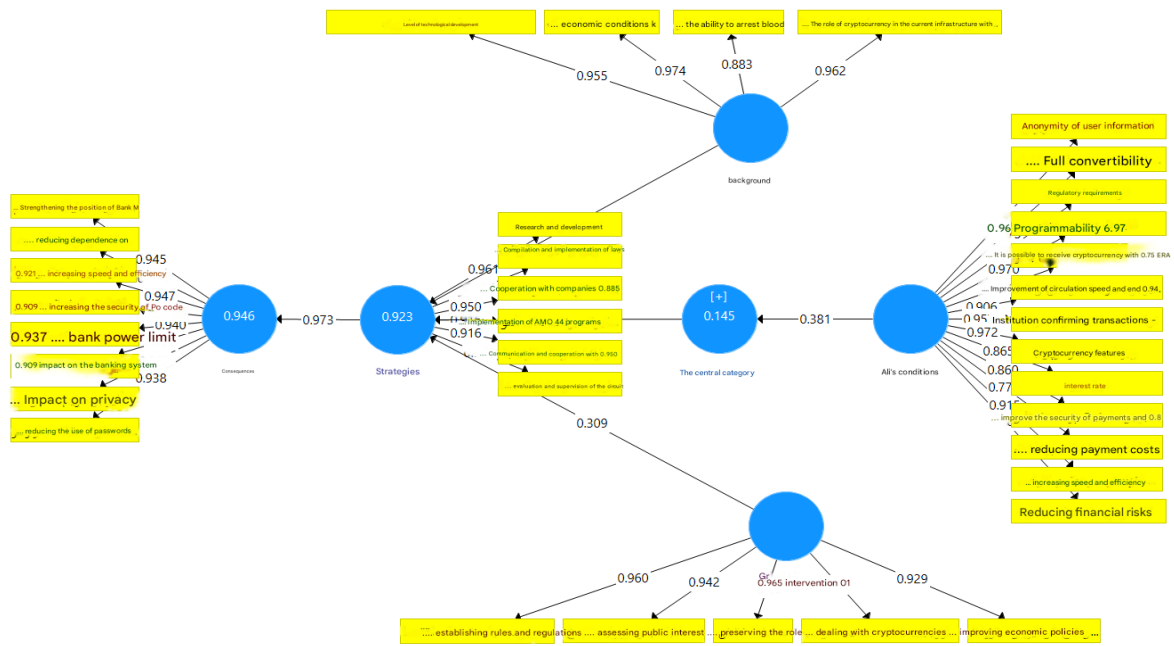 Level of technological development
... economic conditions k
... the ability to arrest blood
... The role of cryptocurrency in the current infrastructure with ..
0.955
0.974
0.883
0.962
background
Anonymity of user information
.... Full convertibility
Regulatory requirements
Programmability 6.97
... It is possible to receive cryptocurrency with 0.75 ERA
0.970
... Improvement of circulation speed and end 0.94,
0.906
Institution confirming transactions -
0.972
0.865
Cryptocurrency features
0.860
interest rate
... improve the security of payments and 0.8
.... reducing payment costs
... increasing speed and efficiency
Reducing financial risks
Ali's conditions
0.381
[+]
0.145
The central category
Research and development
... Compilation and implementation of laws
0.961
... Cooperation with companies 0.885
0.950
... implementation of AMO 44 programs
0.916
... Communication and cooperation with 0.950
... evaluation and supervision of the circuit
0.923
Strategies
0.973
0.946
Consequences
... Strengthening the position of Bank M
.... reducing dependence on
0.945
0.921 ... increasing speed and efficiency
0.947
0.909 ... increasing the security of Po code
0.940
0.937 .... bank power limit
0.909 impact on the banking system
0.938
... Impact on privacy
... reducing the use of passwords
0.309
0.960
0.942
0.965 intervention 01
0.929
.... establishing rules and regulations
.... assessing public interest
.... preserving the role
... dealing with cryptocurrencies
... improving economic policies ...